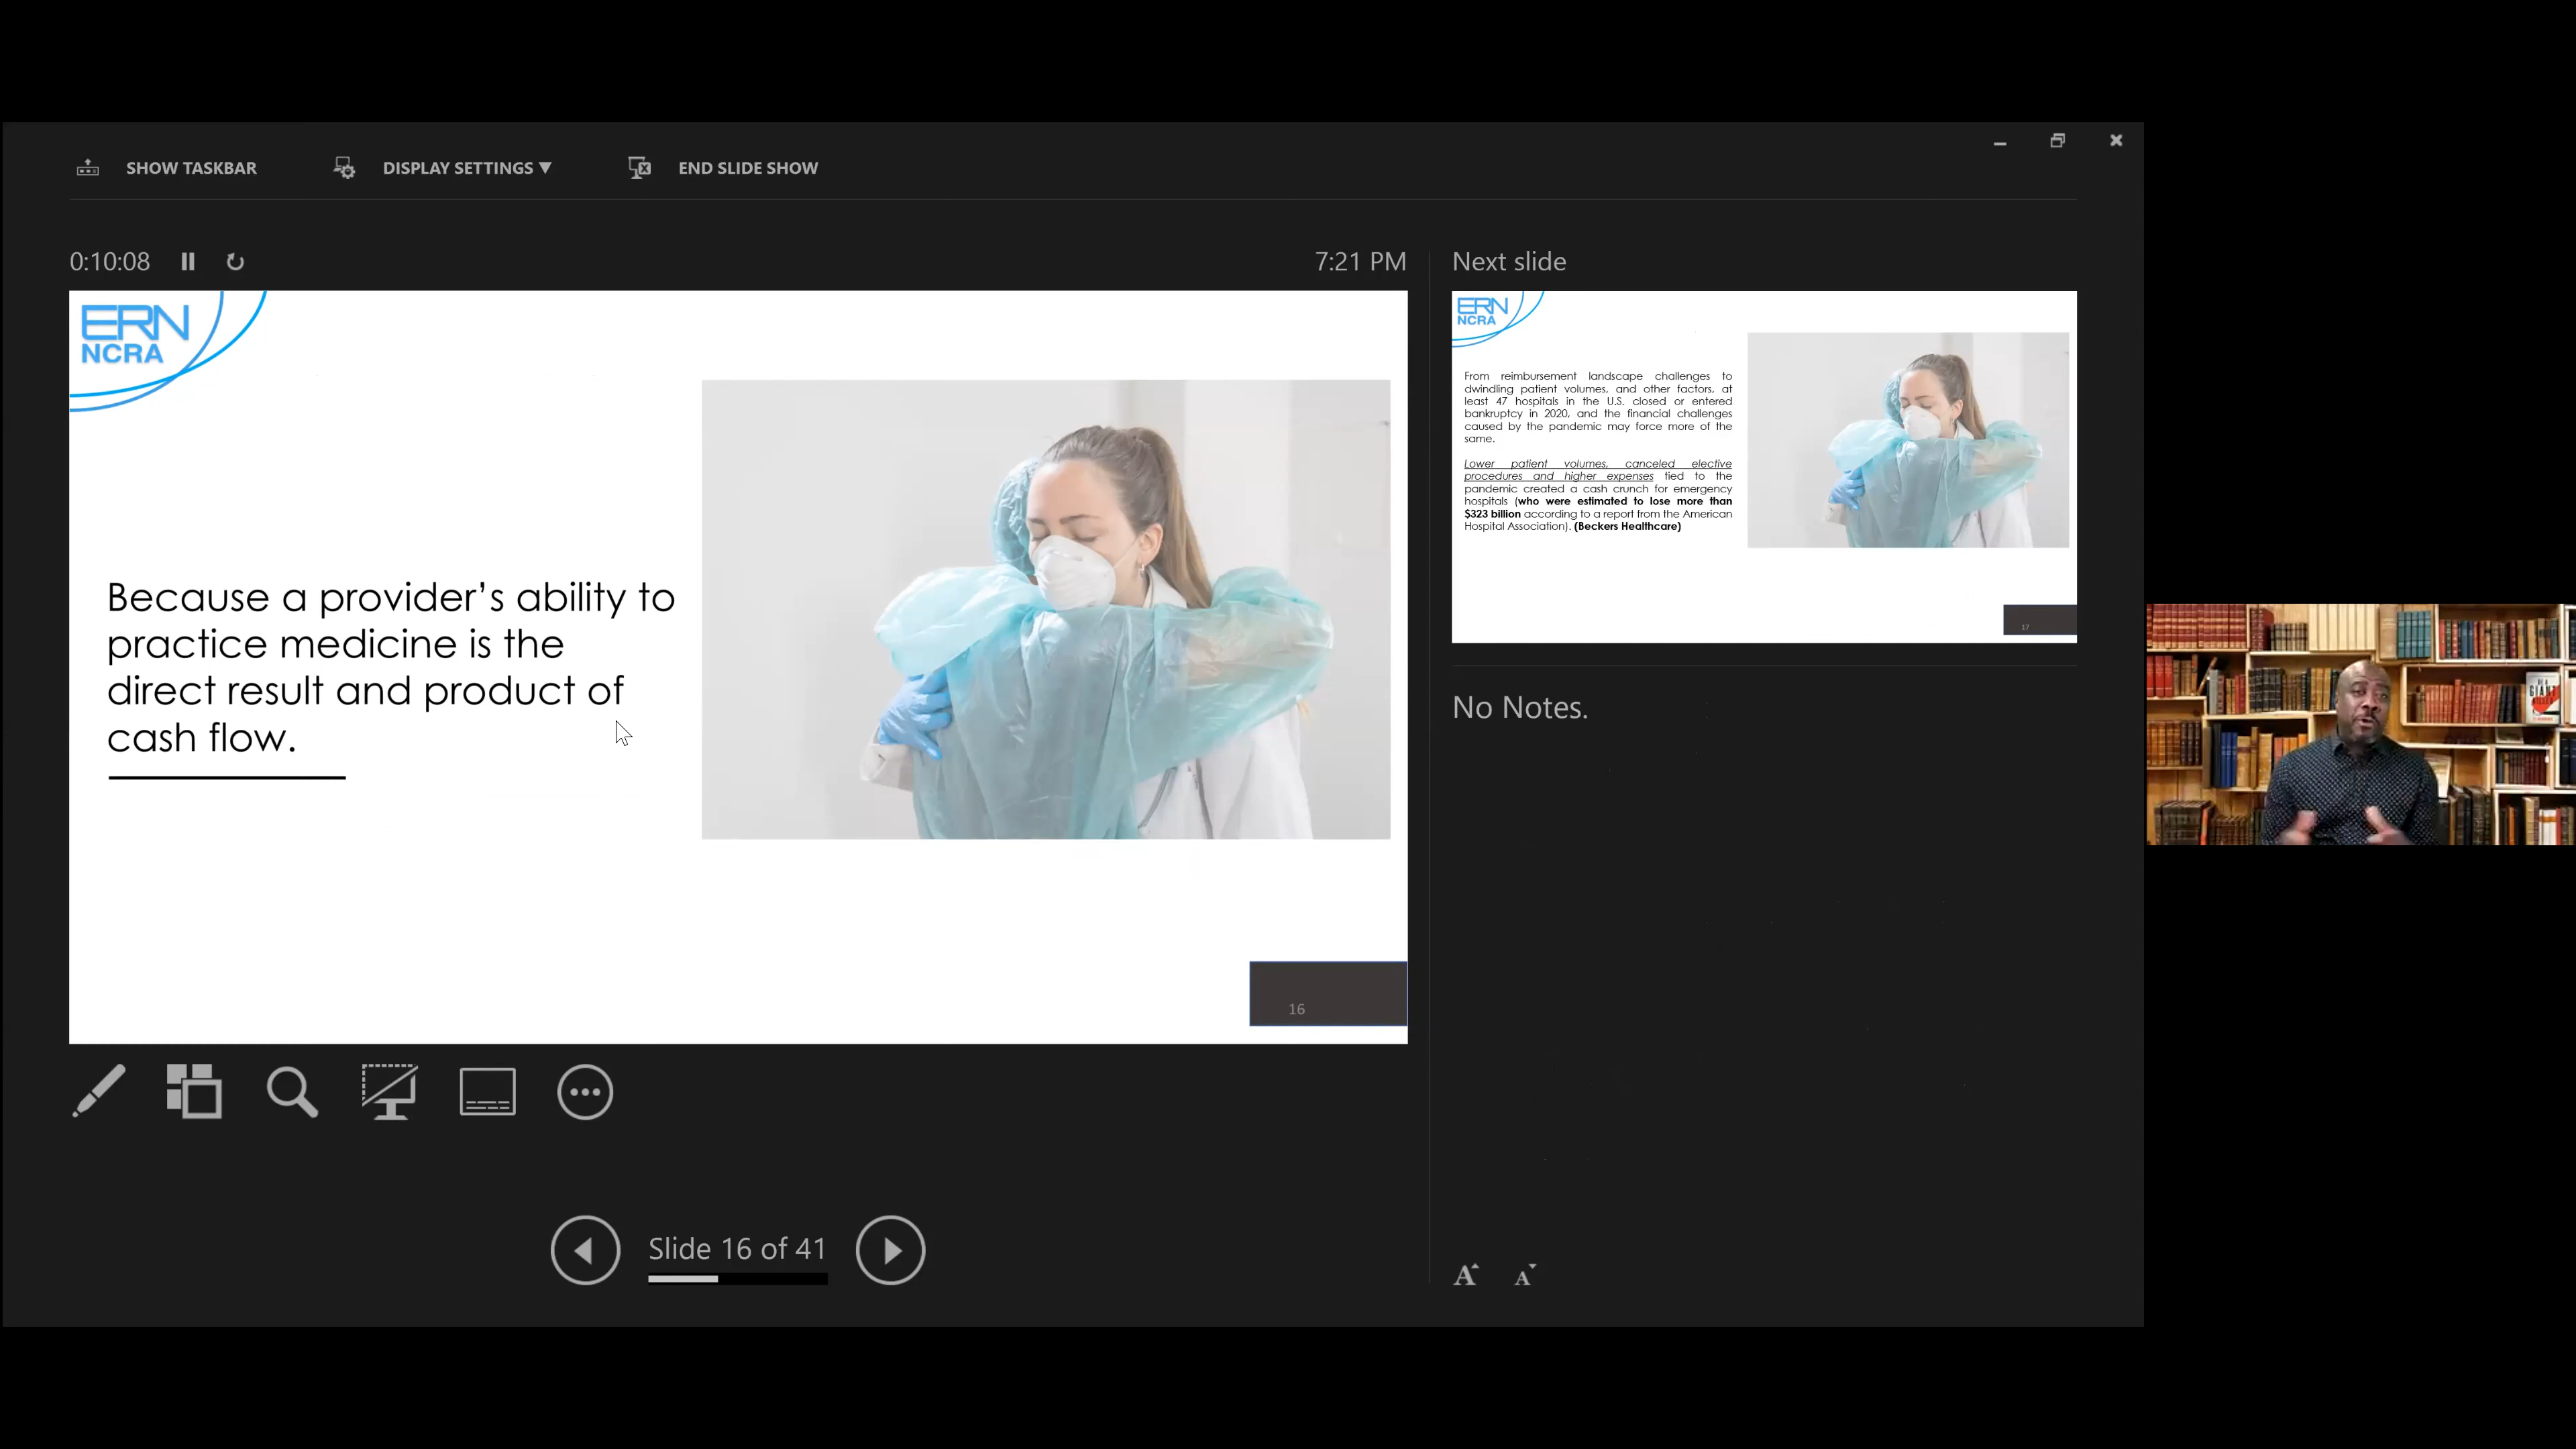 SHOW TASKBAR
DISPLAY SETTINGS ▼
END SLIDE SHOW
0:10:08
7:21 PM
ERN
NCRA
Because a provider’s ability to
practice medicine is the
direct result and product of
cash flow.
16
Next slide
ERN
NCRA
From reimbursement landscape challenges to
dwindling patient volumes, and other factors, at
least 47 hospitals in the U.S. closed or entered
bankruptcy in 2020, and the financial challenges
caused by the pandemic may force more of the
same.
Lower patient volumes, canceled elective
procedures and higher expenses tied to the
pandemic created a cash crunch for emergency
hospitals (who were estimated to lose more than
$323 billion according to a report from the American
Hospital Association). (Beckers Healthcare)
17
No Notes.
GIANT
Slide 16 of 41
A
A